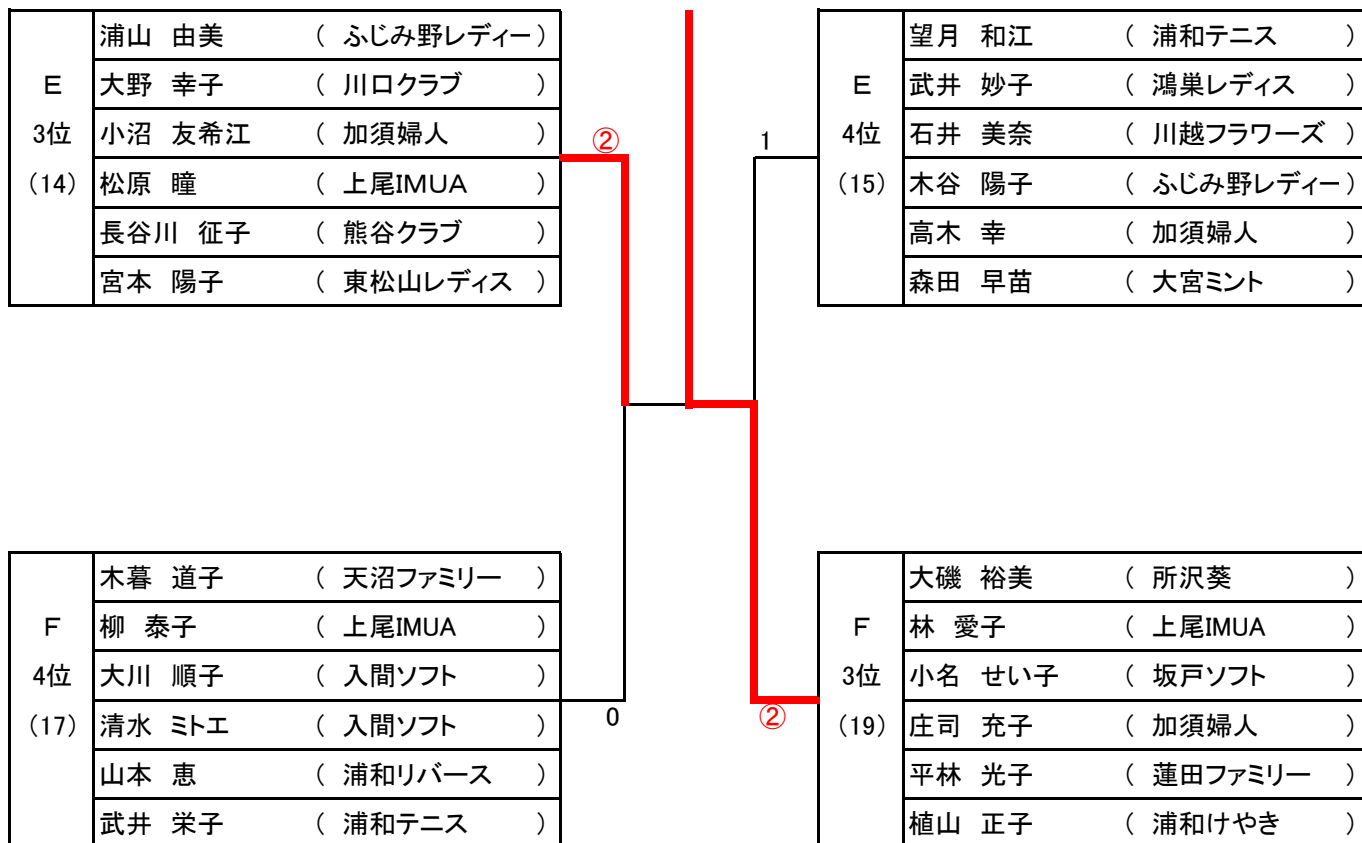 浦山 由美 ( ふじみ野レディー )
E 大野 幸子 ( 川口クラブ )
3位 小沼 友希江 ( 加須婦人 )
(14) 松原 瞳 ( 上尾IMUA )
長谷川 征子 ( 熊谷クラブ )
宮本 陽子 ( 東松山レディス )
②
1
望月 和江 ( 浦和テニス )
E 武井 妙子 ( 鴻巣レディス )
4位 石井 美奈 ( 川越フラワーズ )
(15) 木谷 陽子 ( ふじみ野レディー )
高木 幸 ( 加須婦人 )
森田 早苗 ( 大宮ミント )
木暮 道子 ( 天沼ファミリー )
F 柳 泰子 ( 上尾IMUA )
4位 大川 順子 ( 入間ソフト )
(17) 清水 ミトエ ( 入間ソフト )
山本 恵 ( 浦和リバース )
武井 栄子 ( 浦和テニス )
0
②
大磯 裕美 ( 所沢葵 )
F 林 愛子 ( 上尾IMUA )
3位 小名 せい子 ( 坂戸ソフト )
(19) 庄司 充子 ( 加須婦人 )
平林 光子 ( 蓮田ファミリー )
植山 正子 ( 浦和けやき )